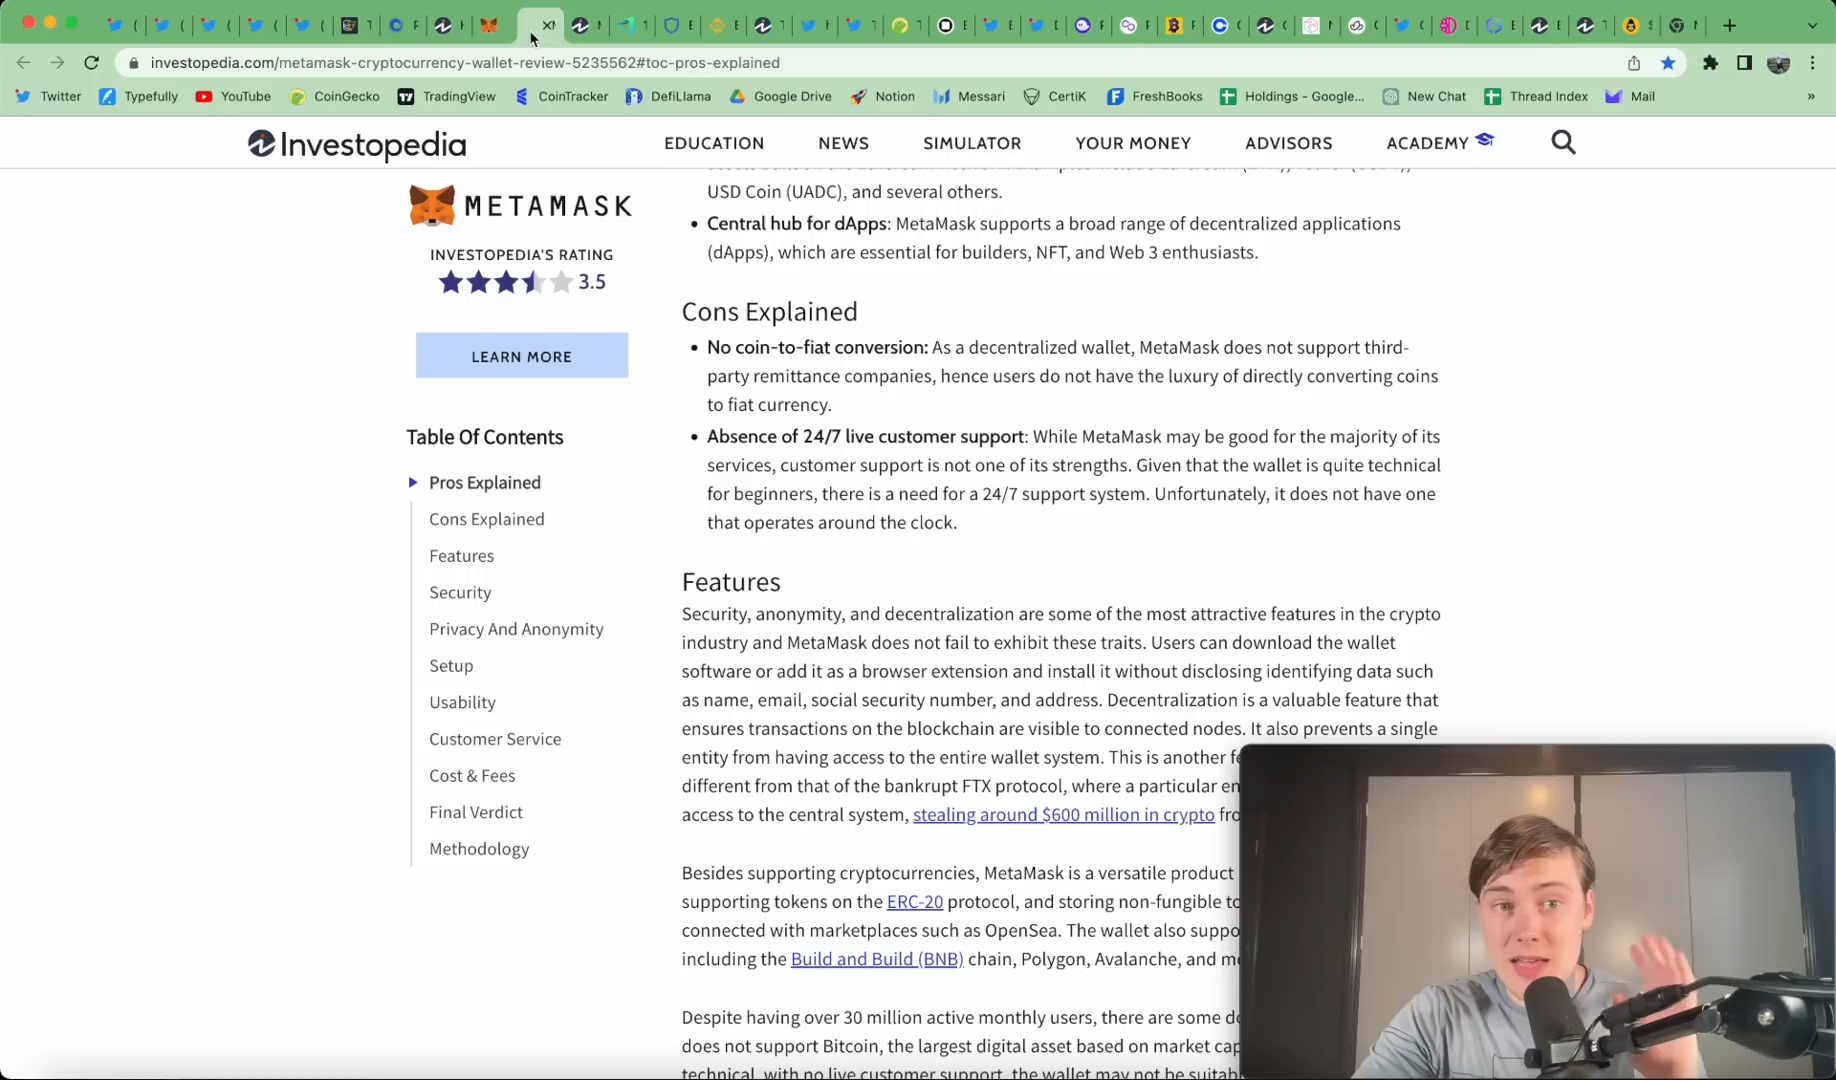 investopedia.com/metamask-cryptocurrency-wallet-review-5235562#toc-pros-explained
Twitter
Typefully
YouTube
CoinGecko
TradingView
CoinTracker
DefiLlama
Google Drive
Notion
Messari
CertiK
FreshBooks
Holdings - Google...
New Chat
Thread Index
Mail
»
Investopedia
EDUCATION
NEWS
SIMULATOR
YOUR MONEY
ADVISORS
ACADEMY
METAMASK
INVESTOPEDIA'S RATING
3.5
LEARN MORE
Table Of Contents
Pros Explained
Cons Explained
Features
Security
Privacy And Anonymity
Setup
Usability
Customer Service
Cost & Fees
Final Verdict
Methodology
USD Coin (UADC), and several others.
• Central hub for dApps: MetaMask supports a broad range of decentralized applications
(dApps), which are essential for builders, NFT, and Web 3 enthusiasts.
Cons Explained
• No coin-to-fiat conversion: As a decentralized wallet, MetaMask does not support third-
party remittance companies, hence users do not have the luxury of directly converting coins
to fiat currency.
• Absence of 24/7 live customer support: While MetaMask may be good for the majority of its
services, customer support is not one of its strengths. Given that the wallet is quite technical
for beginners, there is a need for a 24/7 support system. Unfortunately, it does not have one
that operates around the clock.
Features
Security, anonymity, and decentralization are some of the most attractive features in the crypto
industry and MetaMask does not fail to exhibit these traits. Users can download the wallet
software or add it as a browser extension and install it without disclosing identifying data such
as name, email, social security number, and address. Decentralization is a valuable feature that
ensures transactions on the blockchain are visible to connected nodes. It also prevents a single
entity from having access to the entire wallet system. This is another
different from that of the bankrupt FTX protocol, where a particular
access to the central system, stealing around $600 million in crypto
Besides supporting cryptocurrencies, MetaMask is a versatile product
supporting tokens on the ERC-20 protocol, and storing non-fungible
connected with marketplaces such as OpenSea. The wallet also
including the Build and Build (BNB) chain, Polygon, Avalanche, and
Despite having over 30 million active monthly users, there are some
does not support Bitcoin, the largest digital asset based on market
technical, with no live customer support, the wallet may not be